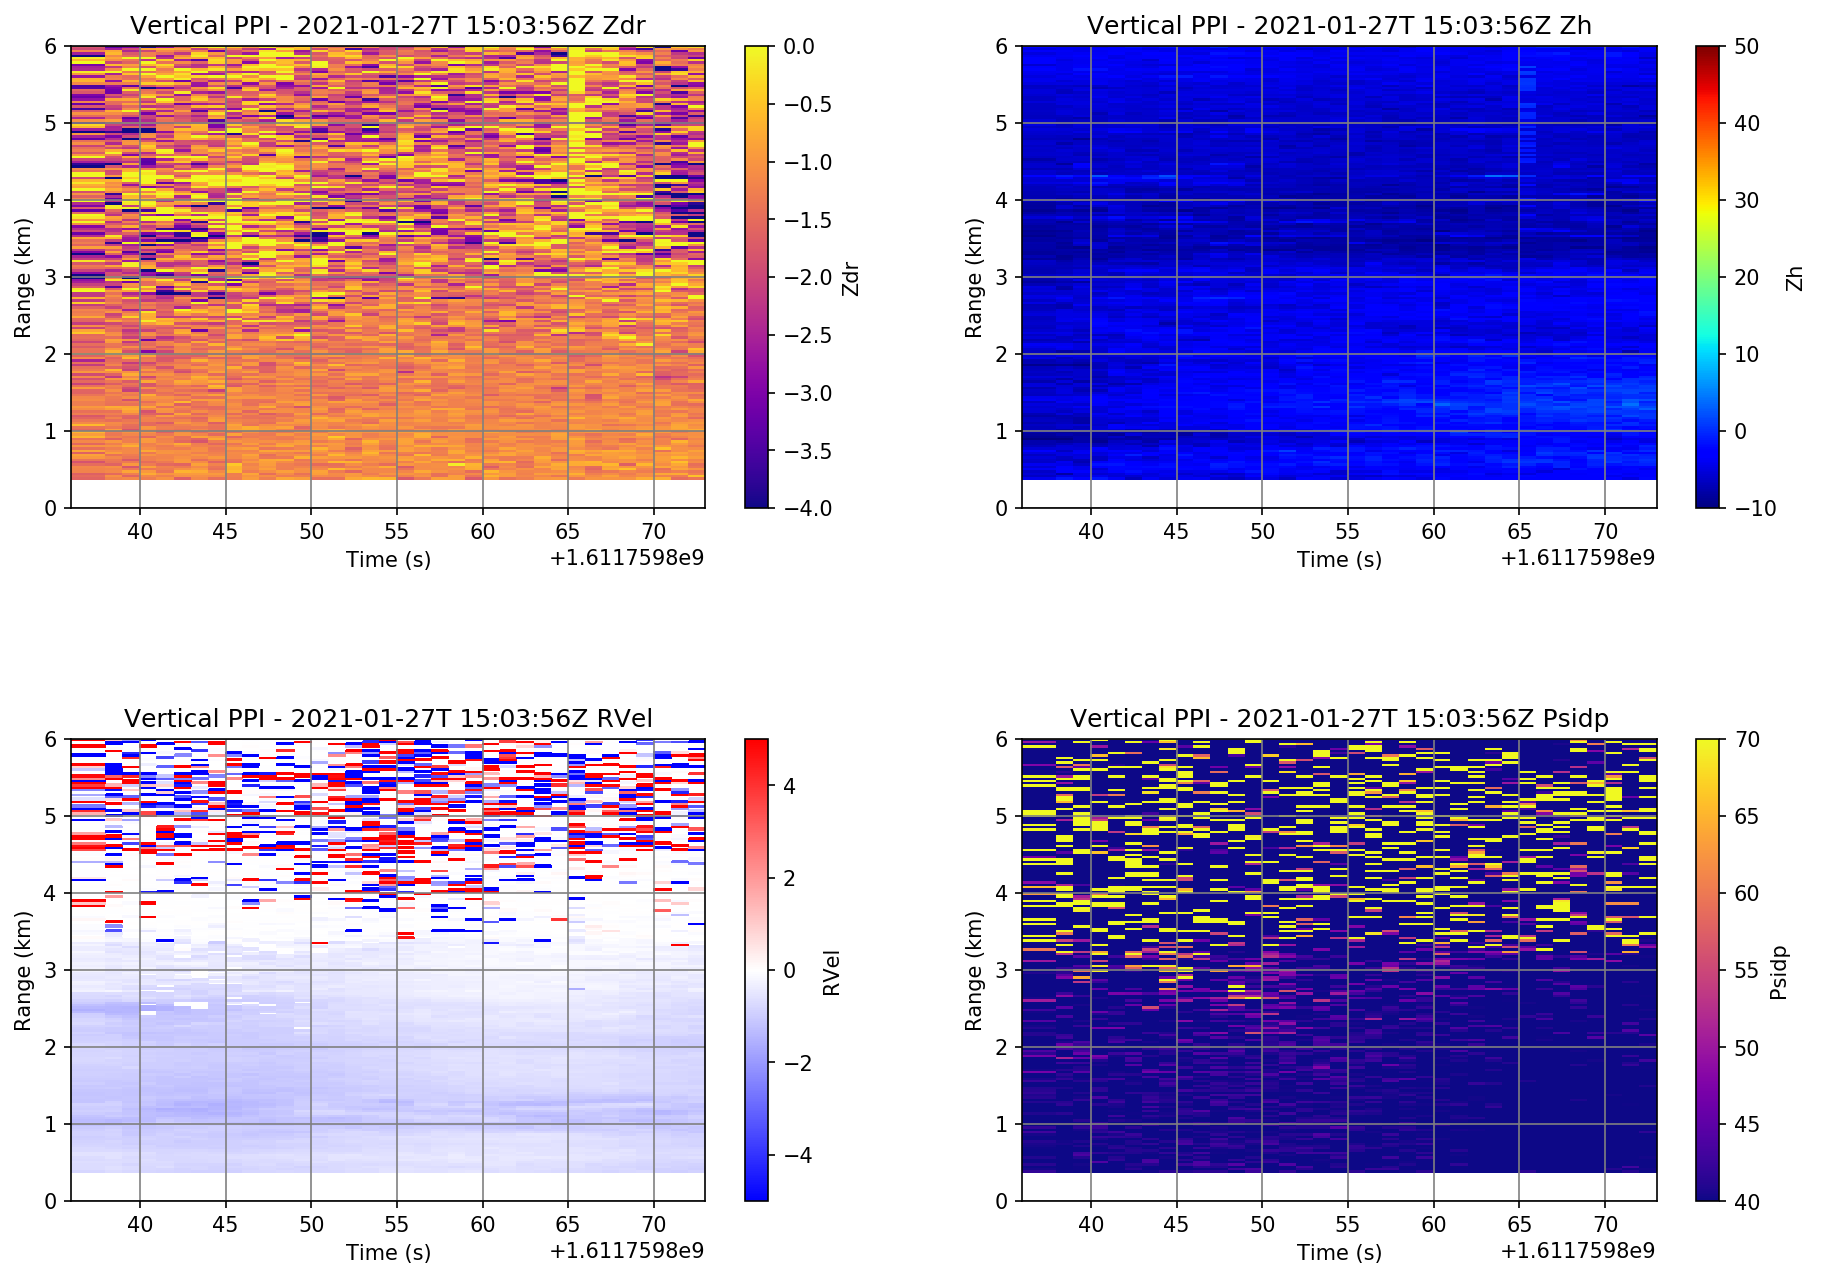 Vertical PPI - 2021-01-27T 15:03:56Z Zdr
6
5
4
3
2
1
0
Range (km)
40 45 50 55 60 65 70
Time (s)
+1.6117598e9
0.0
−0.5
−1.0
−1.5
−2.0
−2.5
−3.0
−3.5
−4.0
Zdr
Vertical PPI - 2021-01-27T 15:03:56Z Zh
6
5
4
3
2
1
0
Range (km)
40 45 50 55 60 65 70
Time (s)
+1.6117598e9
50
40
30
20
10
0
−10
Zh
Vertical PPI - 2021-01-27T 15:03:56Z RVel
6
5
4
3
2
1
0
Range (km)
40 45 50 55 60 65 70
Time (s)
+1.6117598e9
4
2
0
−2
−4
RVel
Vertical PPI - 2021-01-27T 15:03:56Z Psidp
6
5
4
3
2
1
0
Range (km)
40 45 50 55 60 65 70
Time (s)
+1.6117598e9
70
65
60
55
50
45
40
Psidp